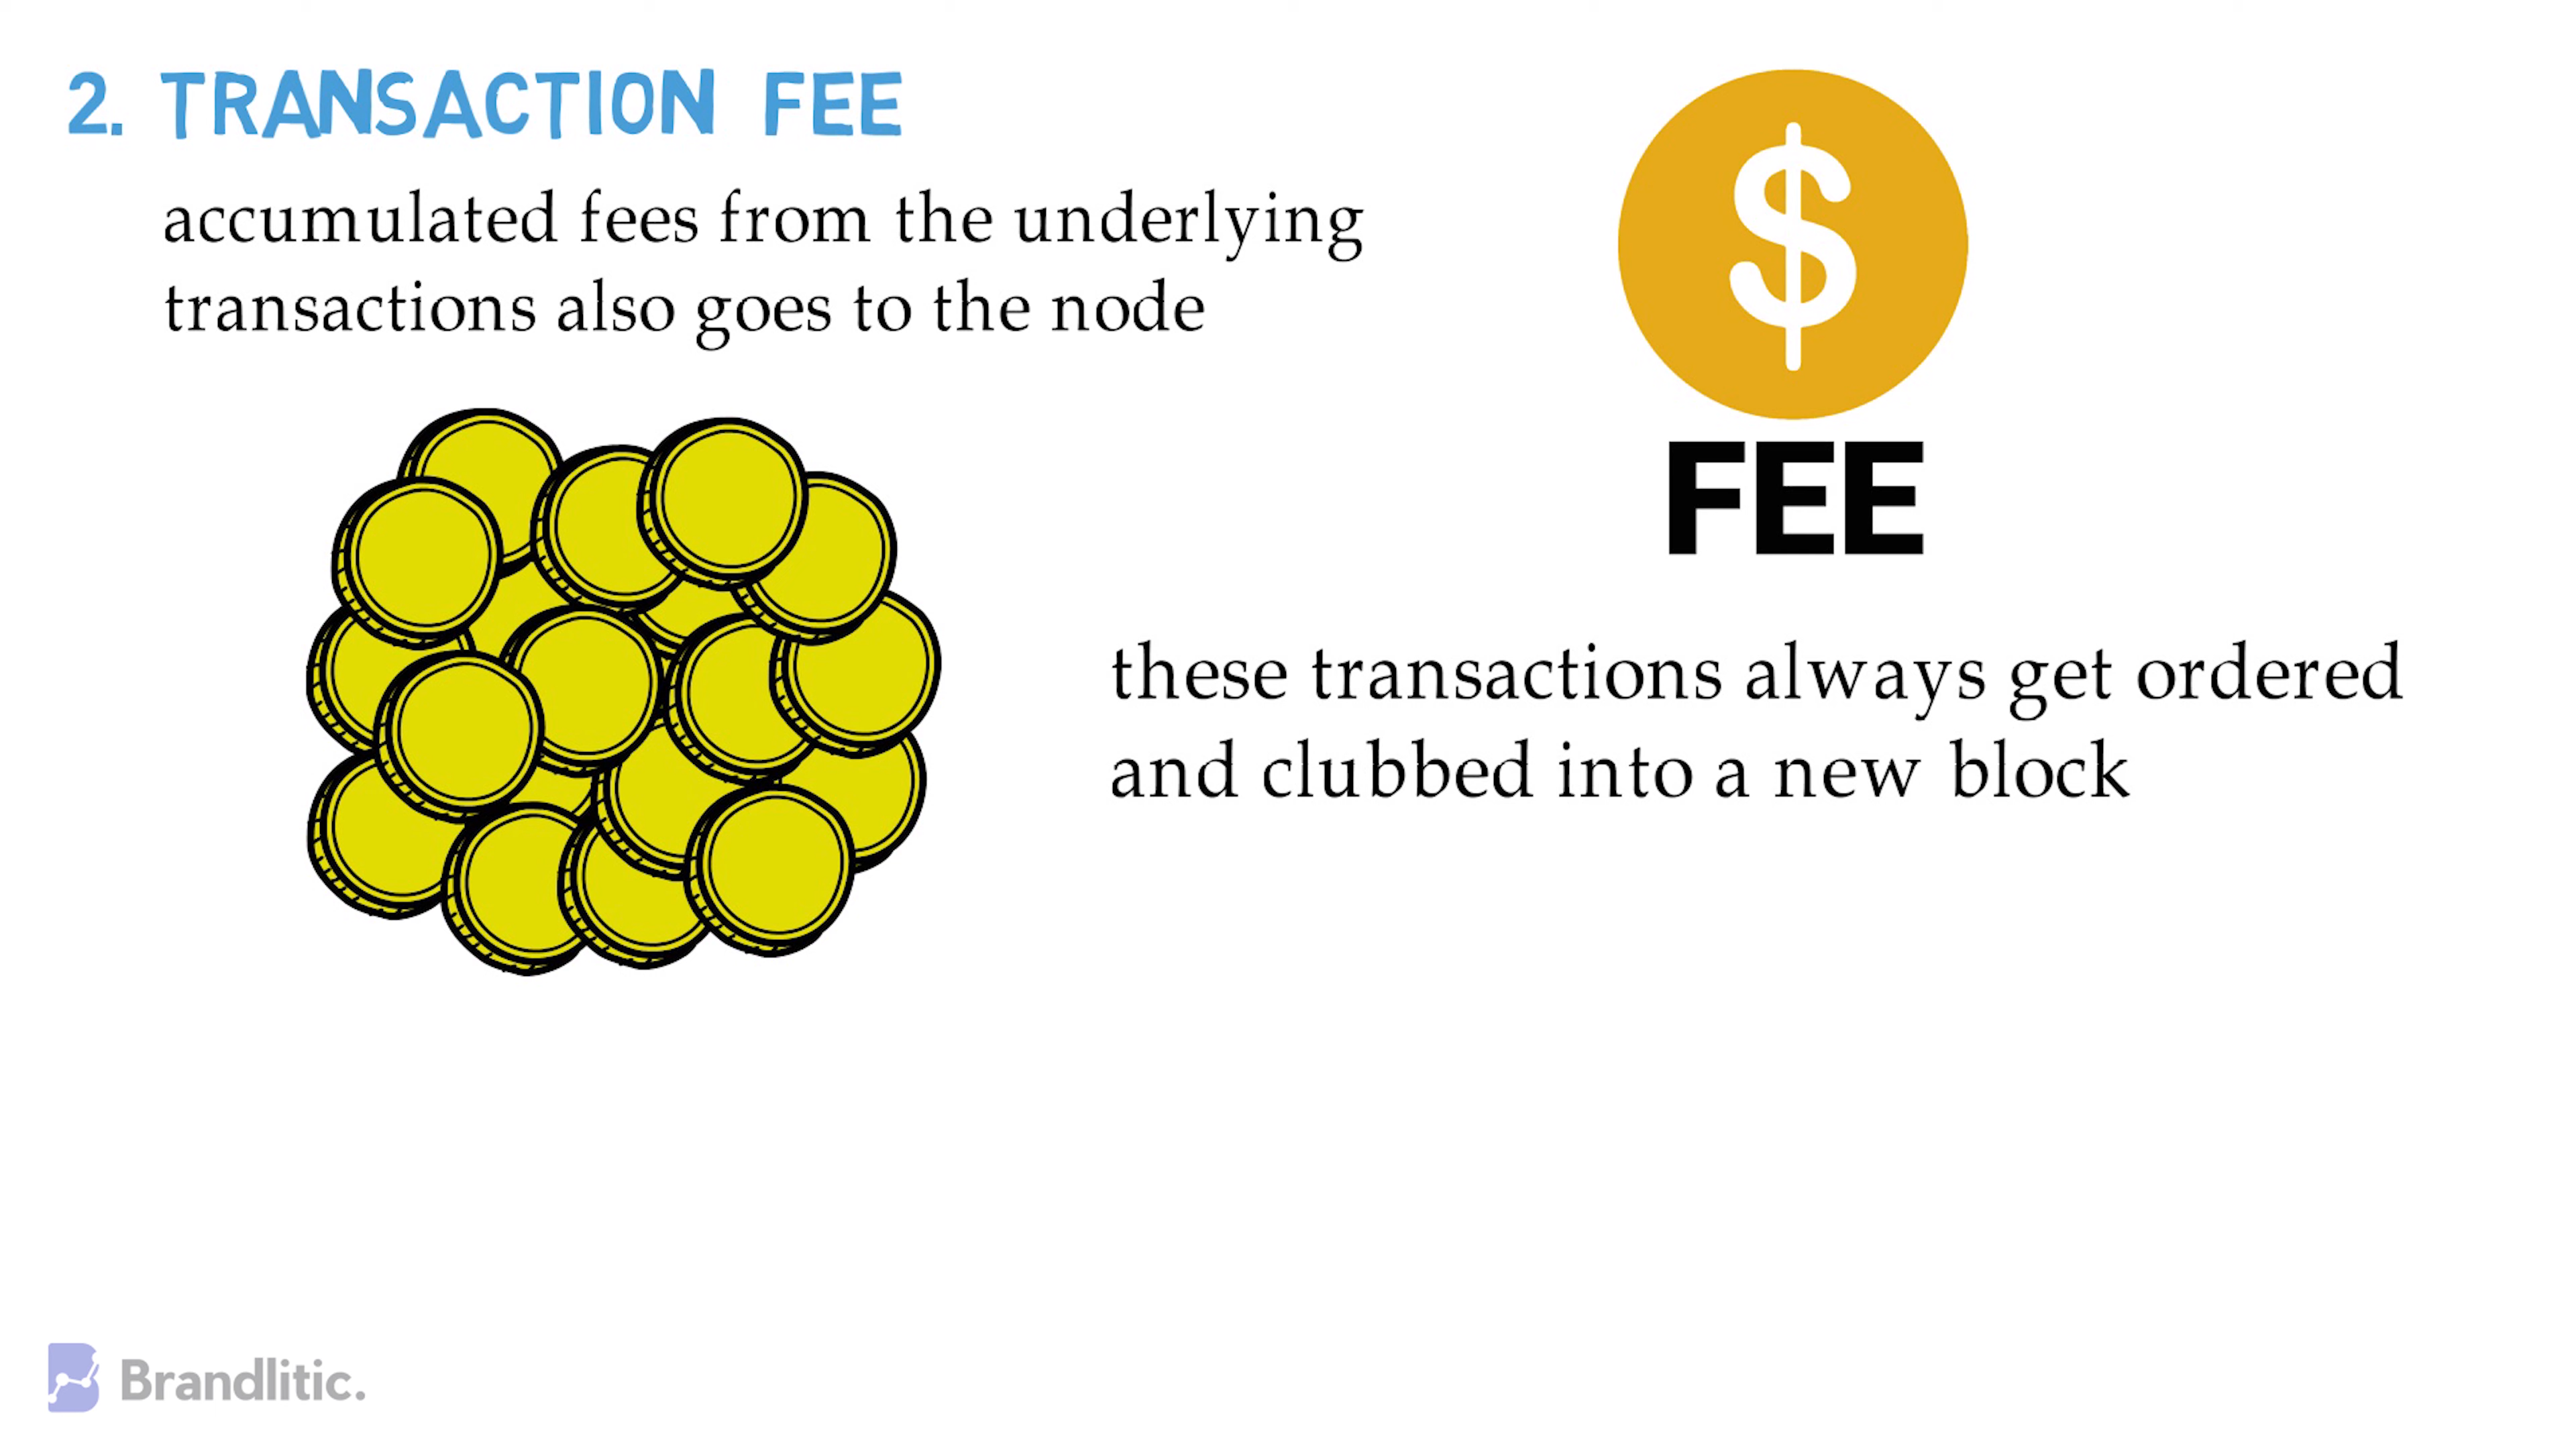 2. TRANSACTION FEE
accumulated fees from the underlying
transactions also goes to the node
$
FEE
these transactions always get ordered
and clubbed into a new block
Brandlitic.